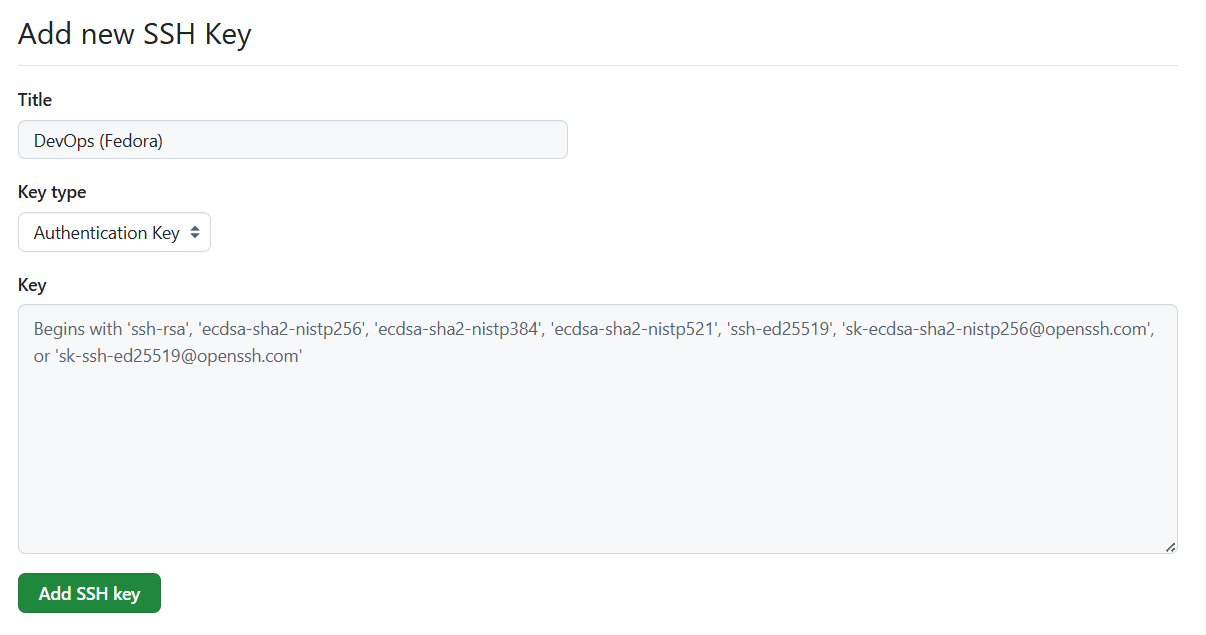 Add new SSH Key
Title
DevOps (Fedora)
Key type
Authentication Key
Key
Begins with 'ssh-rsa', 'ecdsa-sha2-nistp256', 'ecdsa-sha2-nistp384', 'ecdsa-sha2-nistp521', 'ssh-ed25519', 'sk-ecdsa-sha2-nistp256@openssh.com',
or 'sk-ssh-ed25519@openssh.com'
Add SSH key